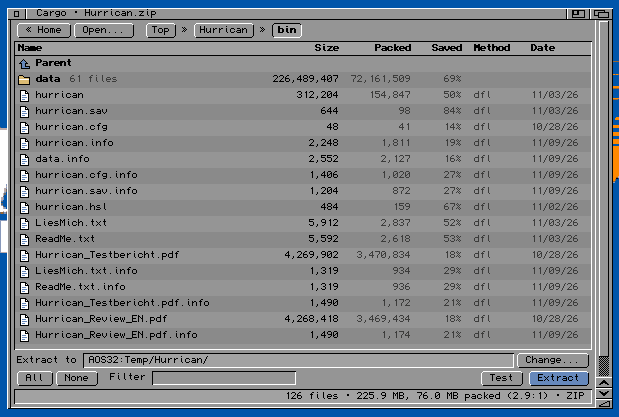 Cargo • Hurrican.zip
« Home Open... Top » Hurrican » bin
Name Size Packed Saved Method Date
Parent
data 61 files 226,489,407 72,161,509 69%
hurrican 312,204 154,847 50% dfl 11/03/26
hurrican.sav 644 98 84% dfl 11/03/26
hurrican.cfg 48 41 14% dfl 10/28/26
hurrican.info 2,248 1,811 19% dfl 11/09/26
data.info 2,552 2,127 16% dfl 11/09/26
hurrican.cfg.info 1,406 1,020 27% dfl 11/09/26
hurrican.sav.info 1,204 872 27% dfl 11/09/26
hurrican.hsl 484 159 67% dfl 11/02/26
LiesMich.txt 5,912 2,837 52% dfl 11/03/26
ReadMe.txt 5,592 2,618 53% dfl 11/03/26
Hurrican_Testbericht.pdf 4,269,902 3,470,834 18% dfl 10/28/26
LiesMich.txt.info 1,319 934 29% dfl 11/09/26
ReadMe.txt.info 1,319 936 29% dfl 11/09/26
Hurrican_Testbericht.pdf.info 1,490 1,172 21% dfl 11/09/26
Hurrican_Review_EN.pdf 4,268,418 3,469,434 18% dfl 10/28/26
Hurrican_Review_EN.pdf.info 1,490 1,174 21% dfl 11/09/26
Extract to AOS32:Temp/Hurrican/ Change...
All None Filter Test Extract
126 files • 225.9 MB, 76.0 MB packed (2.9:1) • ZIP